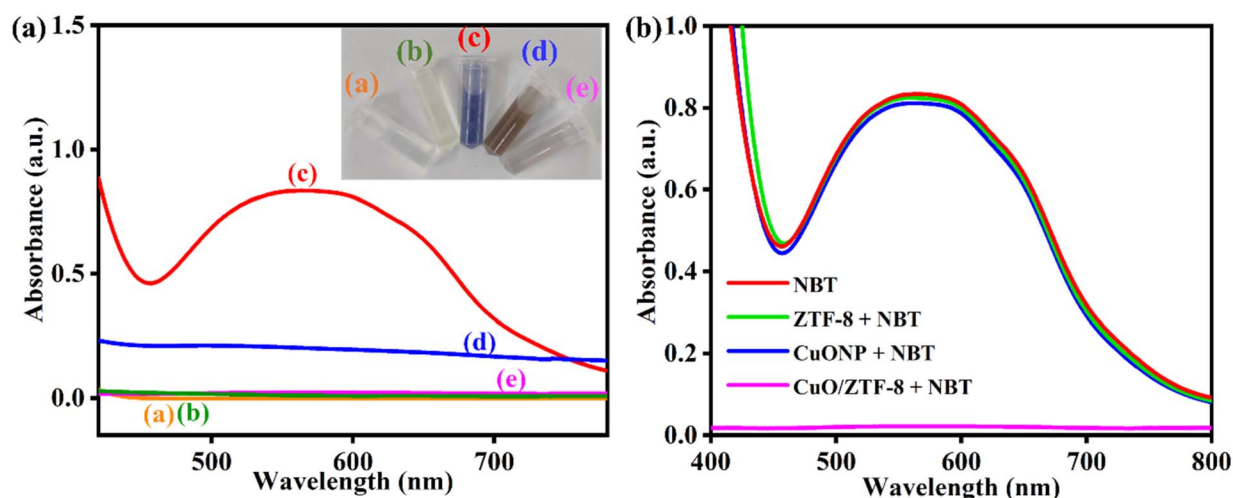 (a)
1.5
1.0
0.5
0.0
Absorbance (a.u.)
500
600
700
Wavelength (nm)
(a)
(b)
(c)
(d)
(e)
(c)
(d)
(e)
(a) (b)
(b)
1.0
0.8
0.6
0.4
0.2
0.0
Absorbance (a.u.)
NBT
ZTF-8 + NBT
CuONP + NBT
CuO/ZTF-8 + NBT
400
500
600
700
800
Wavelength (nm)